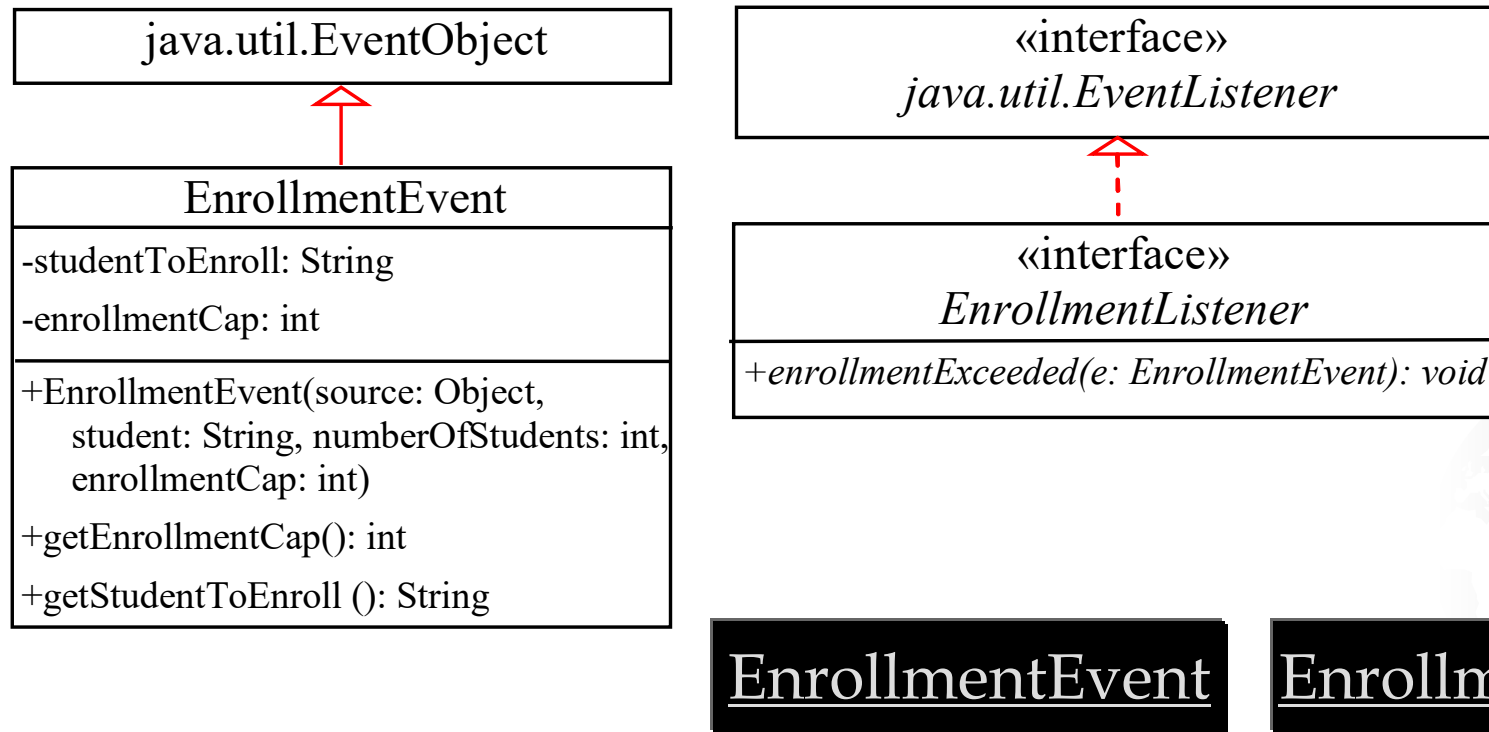 java.util.EventObject
EnrollmentEvent
-studentToEnroll: String
-enrollmentCap: int
+EnrollmentEvent(source: Object,
student: String, numberOfStudents: int,
enrollmentCap: int)
+getEnrollmentCap(): int
+getStudentToEnroll (): String
«interface»
java.util.EventListener
«interface»
EnrollmentListener
+enrollmentExceeded(e: EnrollmentEvent): void
EnrollmentEvent